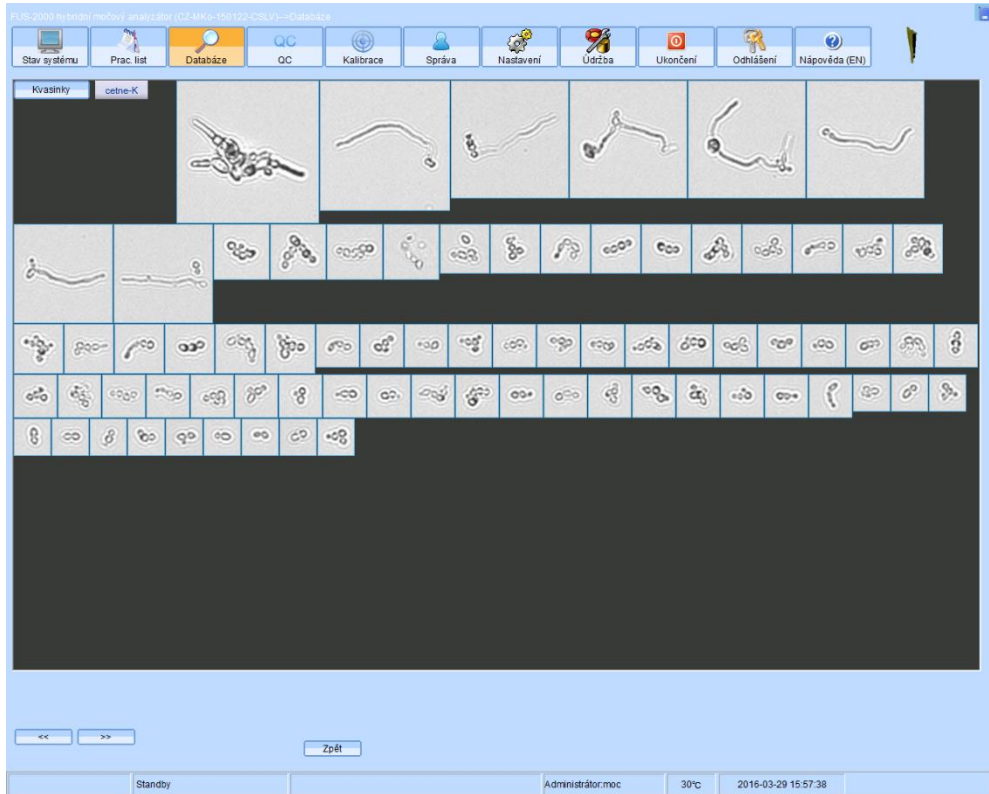 FUS-2000 hybridní močový analyzátor (CZ-MKo-150122-CSLV)-->Databáze
Stav systému
Prac. list
Databáze
QC
QC
Kalibrace
Správa
Nastavení
Údržba
Ukončení
Odhlášení
Nápověda (EN)
Kvasinky
cetne-K
<<
>>
Zpět
Standby
Administrátor:moc
30℃
2016-03-29 15:57:38